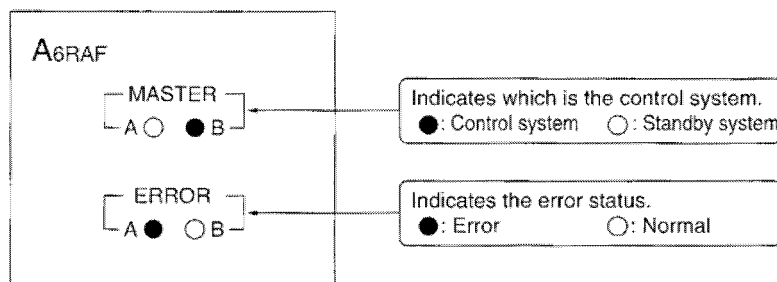 A6RAF
MASTER
A ○ ● B
Indicates which is the control system.
●: Control system ○: Standby system
ERROR
A ● ○ B
Indicates the error status.
●: Error ○: Normal